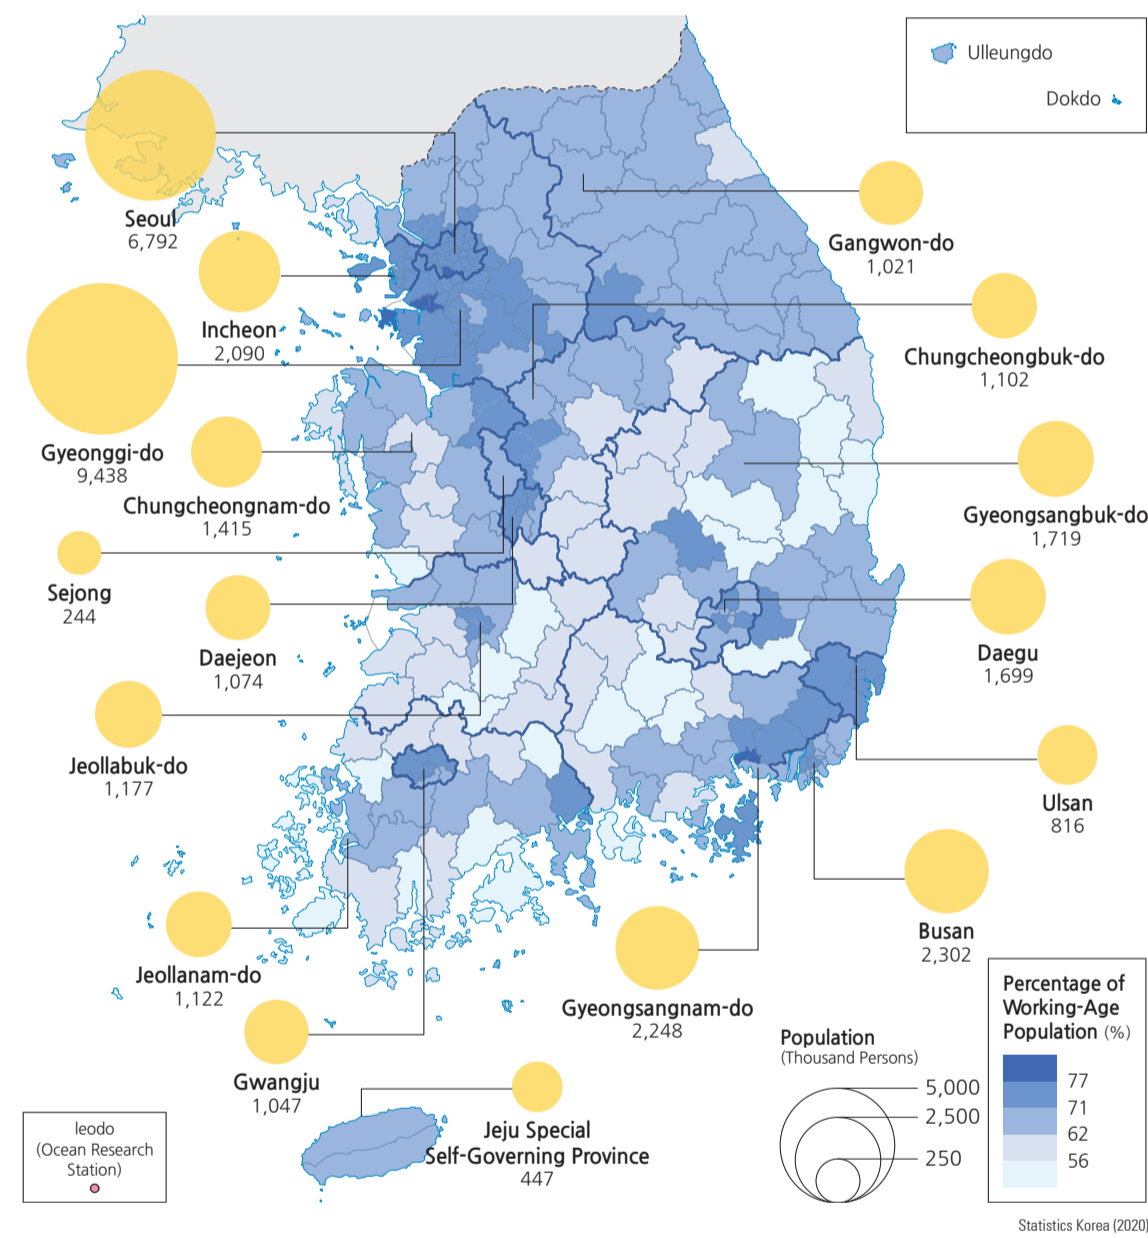 Ulleungdo
Dokdo
Seoul
6,792
Gangwon-do
1,021
Incheon
2,090
Chungcheongbuk-do
1,102
Gyeonggi-do
9,438
Chungcheongnam-do
1,415
Gyeongsangbuk-do
1,719
Sejong
244
Daejeon
1,074
Daegu
1,699
Jeollabuk-do
1,177
Ulsan
816
Busan
2,302
Jeollanam-do
1,122
Gyeongsangnam-do
2,248
Gwangju
1,047
Jeju Special
Self-Governing Province
447
Ieodo
(Ocean Research
Station)
Population
(Thousand Persons)
5,000
2,500
250
Percentage of
Working-Age
Population (%)
77
71
62
56
Statistics Korea (2020)